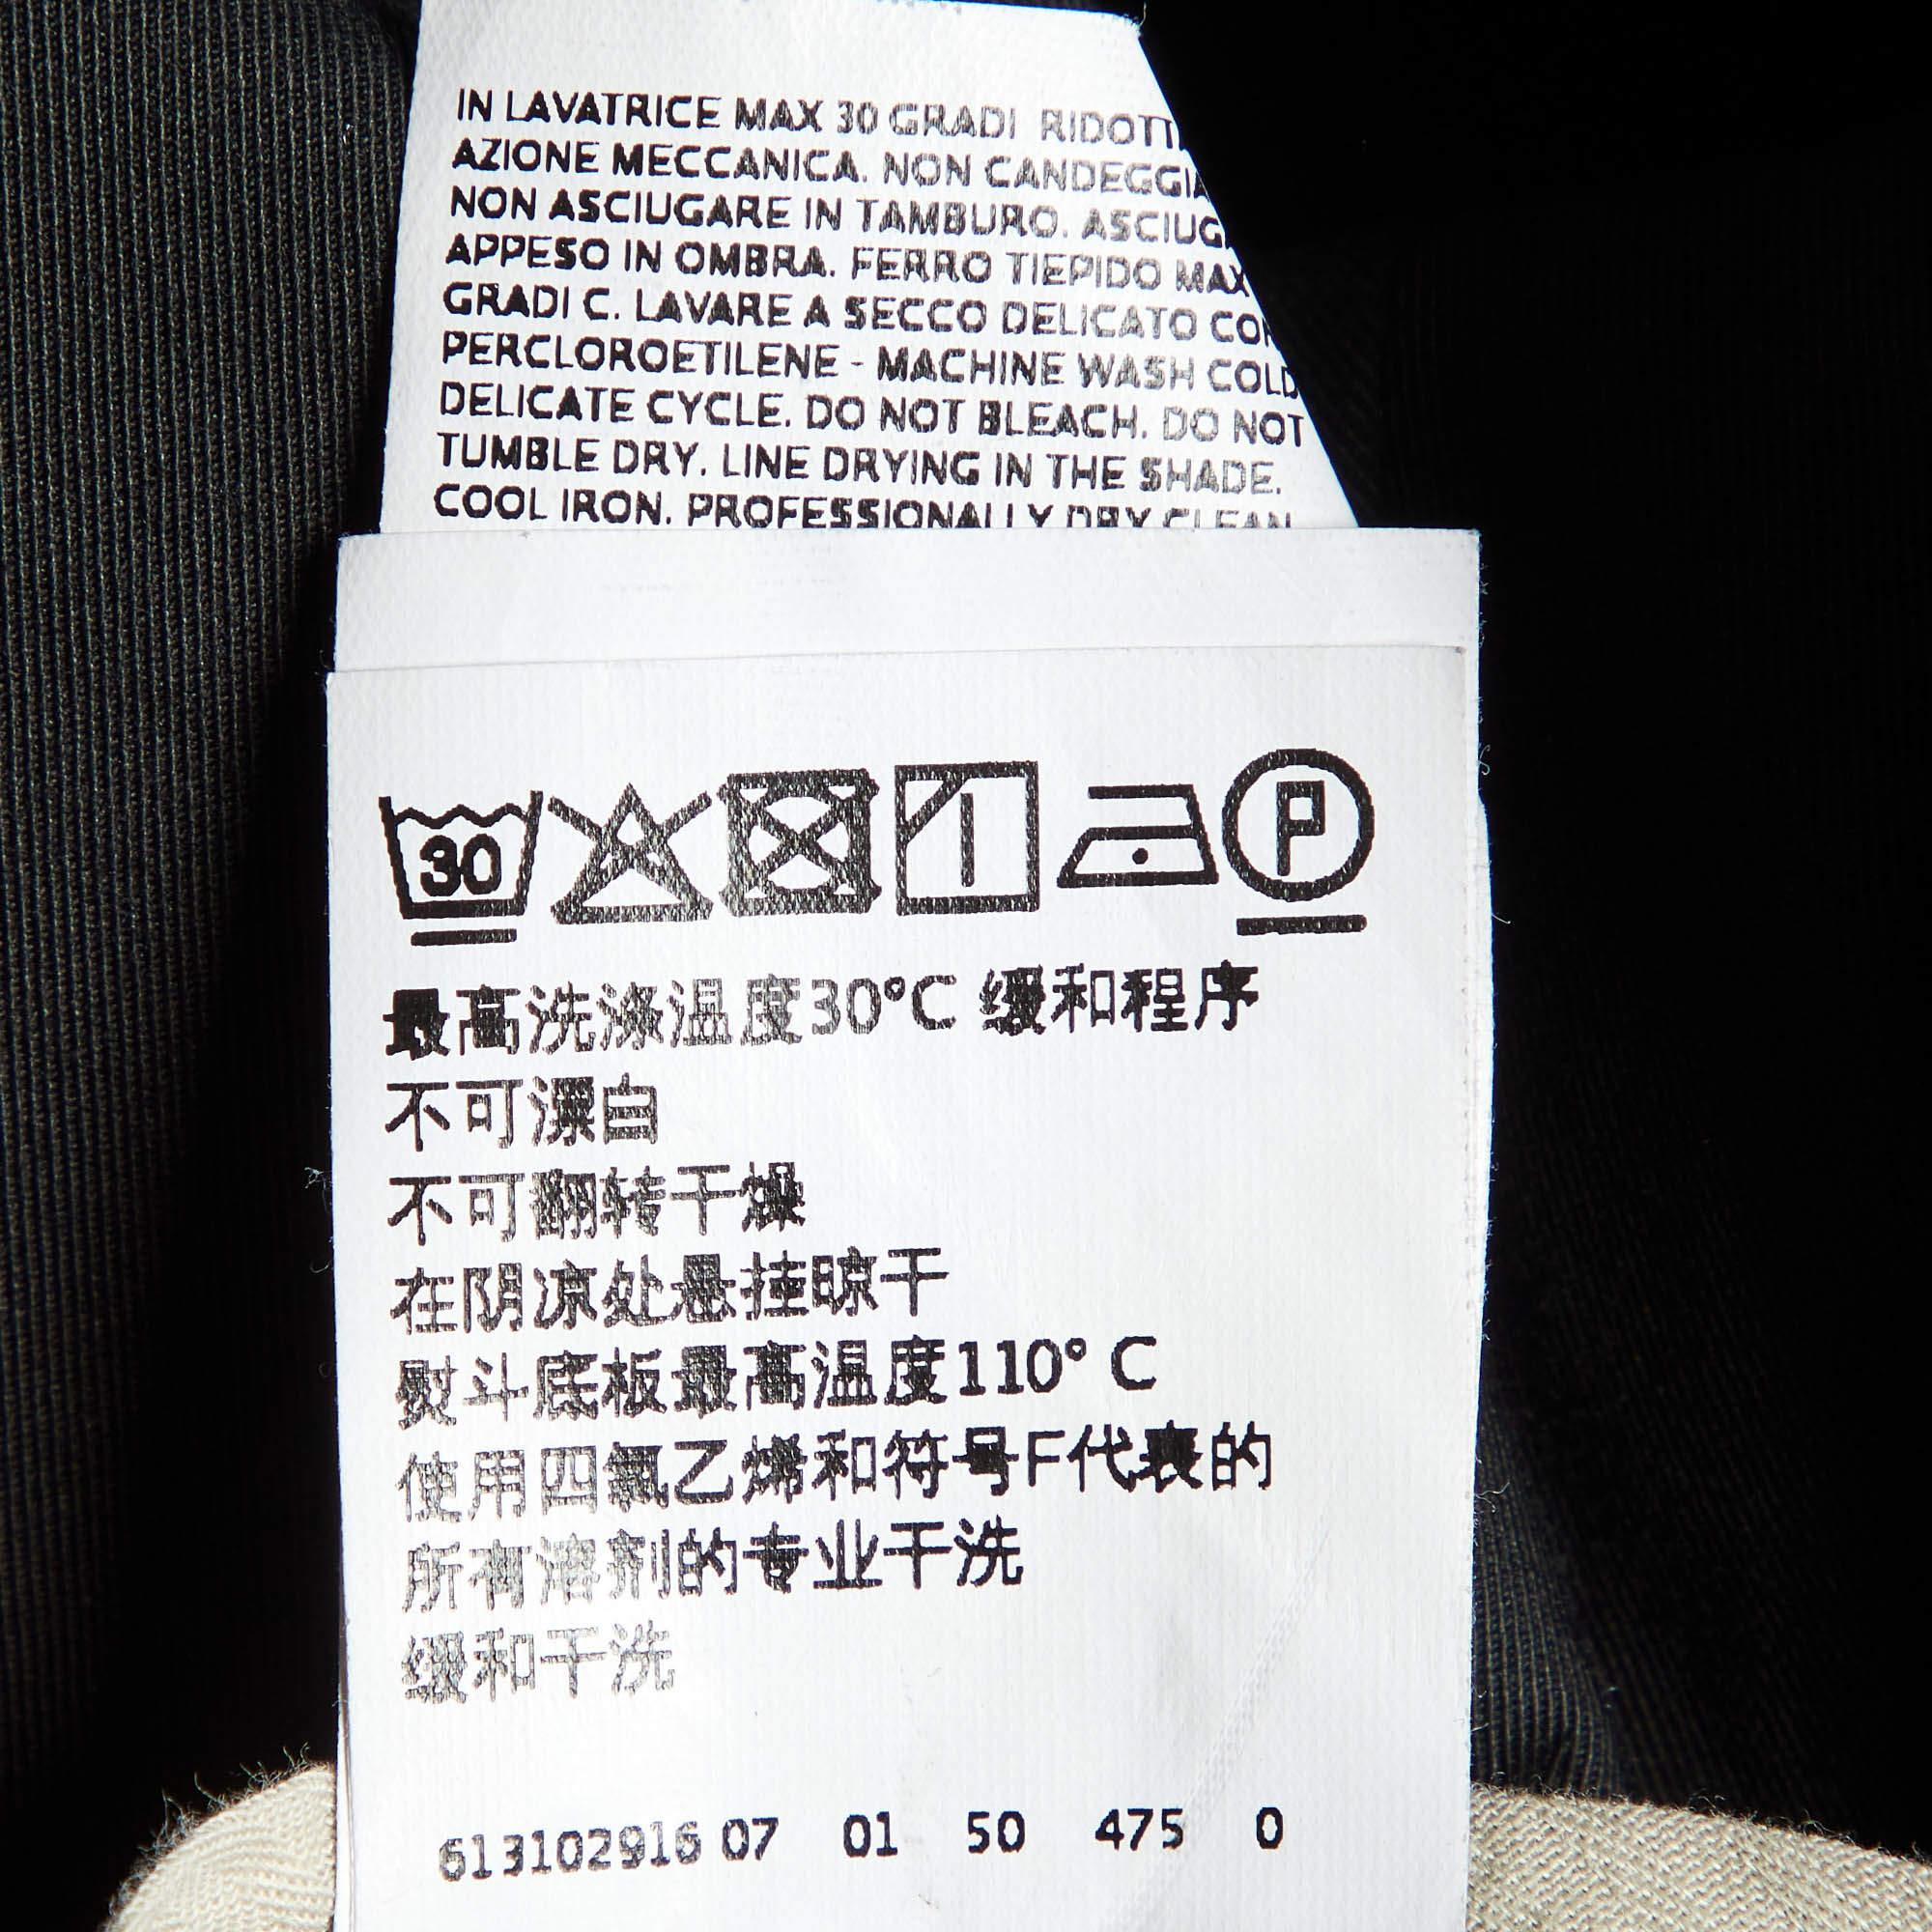 IN LAVATRICE MAX 30 GRADI RIDOTT
AZIONE MECCANICA. NON CANDEGGIA
NON ASCIUGARE IN TAMBURO. ASCIUG
APPESO IN OMBRA. FERRO TIEPIDO MAX
GRADI C. LAVARE A SECCO DELICATO CON
PERCLOROETILENE - MACHINE WASH COLD
DELICATE CYCLE. DO NOT BLEACH. DO NOT
TUMBLE DRY. LINE DRYING IN THE SHADE.
COOL IRON. PROFESSIONALLY DRY CLEAN
30 P
最高洗涤温度30°C 缓和程序
不可漂白
不可翻转干燥
在阴凉处悬挂晾干
熨斗底板最高温度110° C
使用四氯乙烯和符号F代表的
所有溶剂的专业干洗
缓和干洗
613102916 07 01 50 475 0